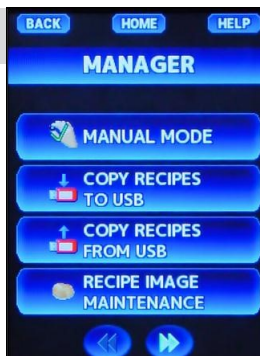 BACK HOME HELP
MANAGER
MANUAL MODE
COPY RECIPES
TO USB
COPY RECIPES
FROM USB
RECIPE IMAGE
MAINTENANCE